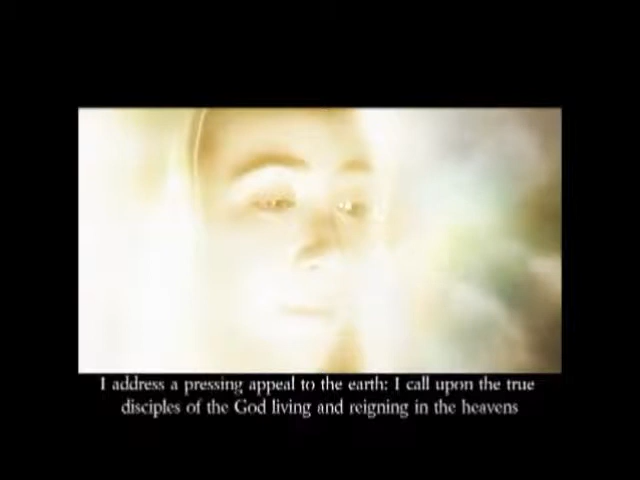 I address a pressing appeal to the earth: I call upon the true
disciples of the God living and reigning in the heavens